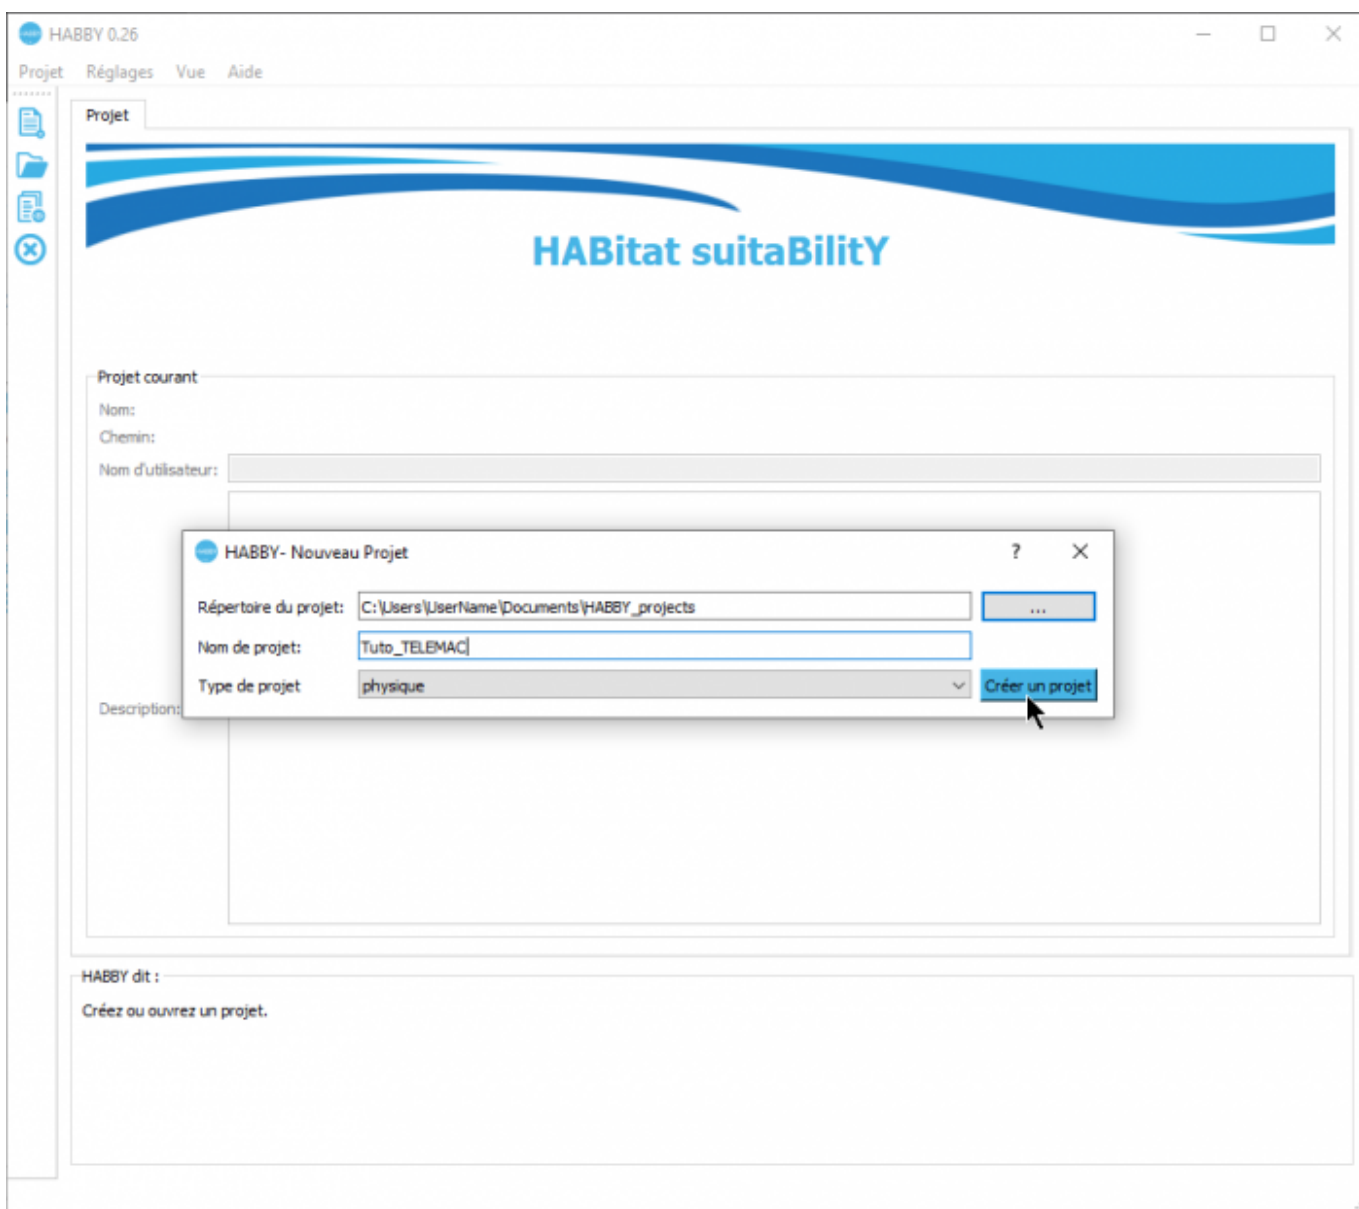 HABBY 0.26
Projet Réglages Vue Aide
Projet
HABitat suitaBilitY
Projet courant
Nom:
Chemin:
Nom d'utilisateur:
HABBY- Nouveau Projet
?
Répertoire du projet: C:\Users\UserName\Documents\HABBY_projects ...
Nom de projet: Tuto_TELEMAC
Type de projet physique Créer un projet
Description:
HABBY dit :
Créez ou ouvrez un projet.